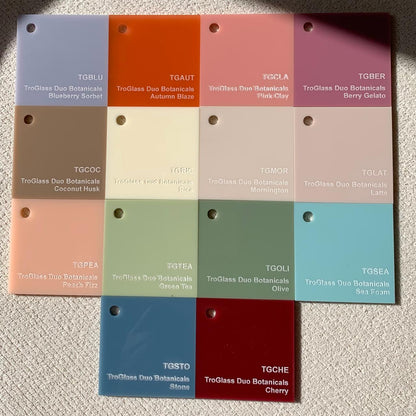 TGBLU
TroGlass Duo Botanicals
Blueberry Sorbet
TGAUT
TroGlass Duo Botanicals
Autumn Blaze
TGCLA
TroGlass Duo Botanicals
Pink Clay
TGBER
TroGlass Duo Botanicals
Berry Gelato
TGCOC
TroGlass Duo Botanicals
Coconut Husk
TroGlass Duo Botanicals
TGMOR
TroGlass Duo Botanicals
Mornington
TGLAT
TroGlass Duo Botanicals
Latte
TGPEA
TroGlass Duo Botanicals
Peach Fizz
TGTEA
TroGlass Duo Botanicals
Green Tea
TGOLI
TroGlass Duo Botanicals
Olive
TGSEA
TroGlass Duo Botanicals
Sea Foam
TGSTO
TroGlass Duo Botanicals
Stone
TGCHE
TroGlass Duo Botanicals
Cherry